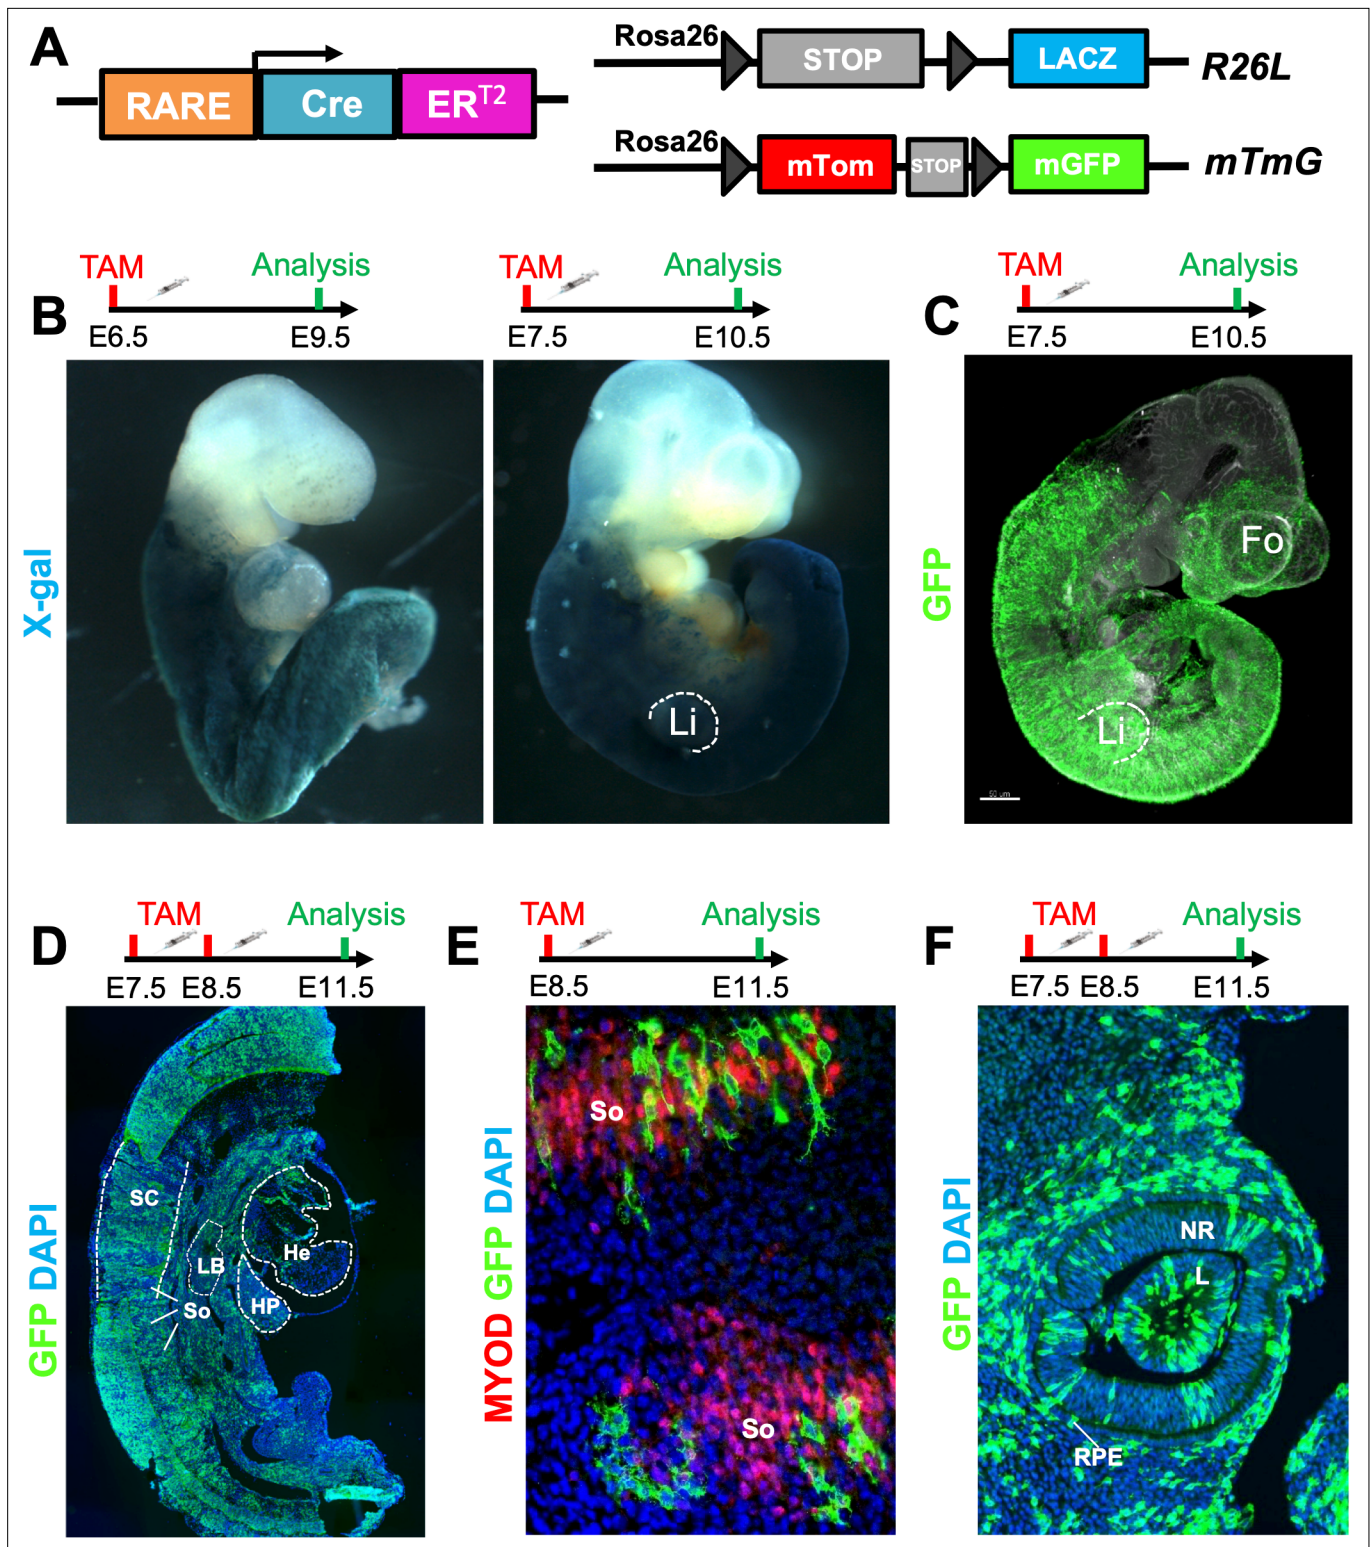 A
RARE Cre ERT2
Rosa26 STOP LACZ R26L
Rosa26 mTom STOP mGFP mTmG
B
TAM Analysis
E6.5 E9.5
TAM Analysis
E7.5 E10.5
X-gal
Li
C
TAM Analysis
E7.5 E10.5
GFP
Fo
Li
50 um
D
TAM Analysis
E7.5 E8.5 E11.5
GFP DAPI
SC
LB
He
So
HP
E
TAM Analysis
E8.5 E11.5
MYOD GFP DAPI
So
So
F
TAM Analysis
E7.5 E8.5 E11.5
GFP DAPI
NR
L
RPE